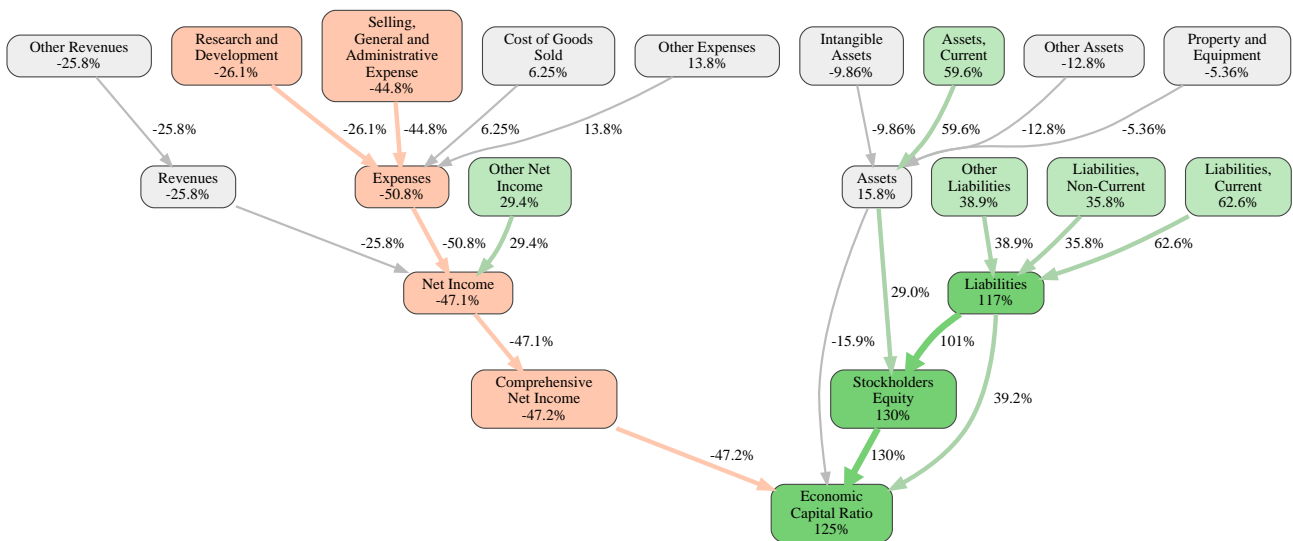 Other Revenues
-25.8%
Research and
Development
-26.1%
Selling,
General and
Administrative
Expense
-44.8%
Cost of Goods
Sold
6.25%
Other Expenses
13.8%
Intangible
Assets
-9.86%
Assets,
Current
59.6%
Other Assets
-12.8%
Property and
Equipment
-5.36%
-25.8%
-26.1%
-44.8%
6.25%
13.8%
-9.86%
59.6%
-12.8%
-5.36%
Revenues
-25.8%
Expenses
-50.8%
Other Net
Income
29.4%
Assets
15.8%
Other
Liabilities
38.9%
Liabilities,
Non-Current
35.8%
Liabilities,
Current
62.6%
-25.8%
-50.8%
29.4%
38.9%
35.8%
62.6%
Net Income
-47.1%
29.0%
Liabilities
117%
-47.1%
-15.9%
101%
Comprehensive
Net Income
-47.2%
Stockholders
Equity
130%
39.2%
-47.2%
130%
Economic
Capital Ratio
125%